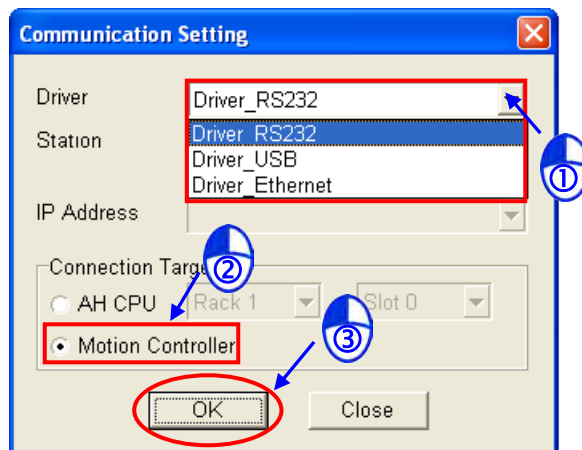 Communication Setting
Driver
Driver_RS232
Station
Driver_RS232
Driver_USB
Driver_Ethernet
①
IP Address
Connection Targe
②
AH CPU
Rack 1
Slot 0
Motion Controller
③
OK
Close